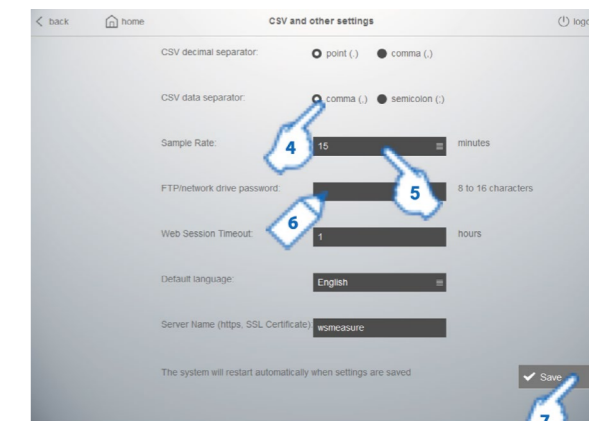 back home CSV and other settings
CSV decimal separator: point (.) comma (,)
CSV data separator: comma (,) semicolon (;)
4
Sample Rate: 15 minutes
5
FTP/network drive password: 8 to 16 characters
6
Web Session Timeout: 1 hours
Default language: English
Server Name (https, SSL Certificate): wsmeasure
The system will restart automatically when settings are saved
Save
7